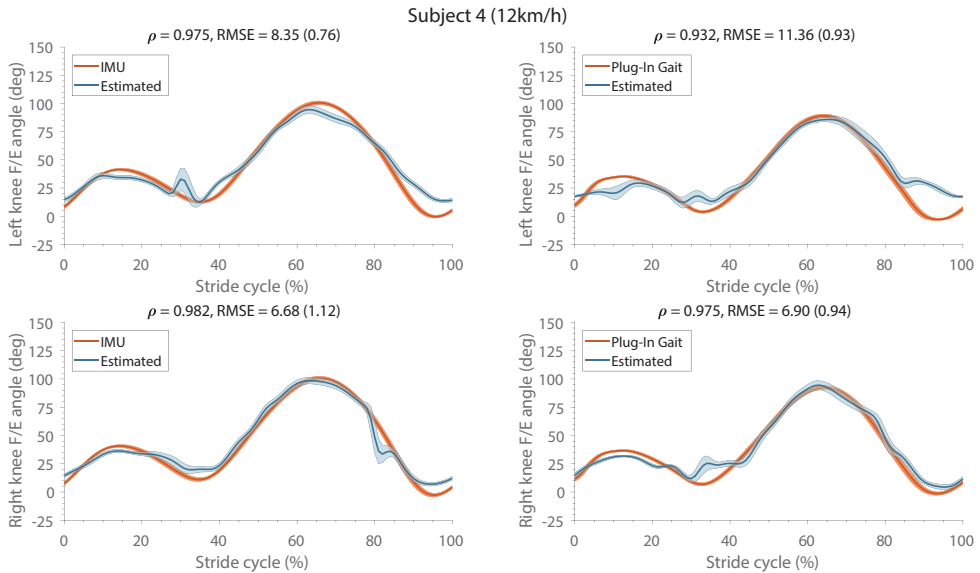 Subject 4 (12km/h)
ρ = 0.975, RMSE = 8.35 (0.76)
150
125
100
75
50
25
0
-25
Left knee F/E angle (deg)
IMU
Estimated
0 20 40 60 80 100
Stride cycle (%)
ρ = 0.932, RMSE = 11.36 (0.93)
150
125
100
75
50
25
0
-25
Left knee F/E angle (deg)
Plug-In Gait
Estimated
0 20 40 60 80 100
Stride cycle (%)
ρ = 0.982, RMSE = 6.68 (1.12)
150
125
100
75
50
25
0
-25
Right knee F/E angle (deg)
IMU
Estimated
0 20 40 60 80 100
Stride cycle (%)
ρ = 0.975, RMSE = 6.90 (0.94)
150
125
100
75
50
25
0
-25
Right knee F/E angle (deg)
Plug-In Gait
Estimated
0 20 40 60 80 100
Stride cycle (%)